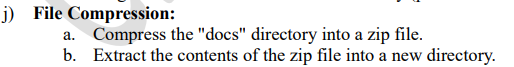 j) File Compression:
a. Compress the "docs" directory into a zip file.
b. Extract the contents of the zip file into a new directory.